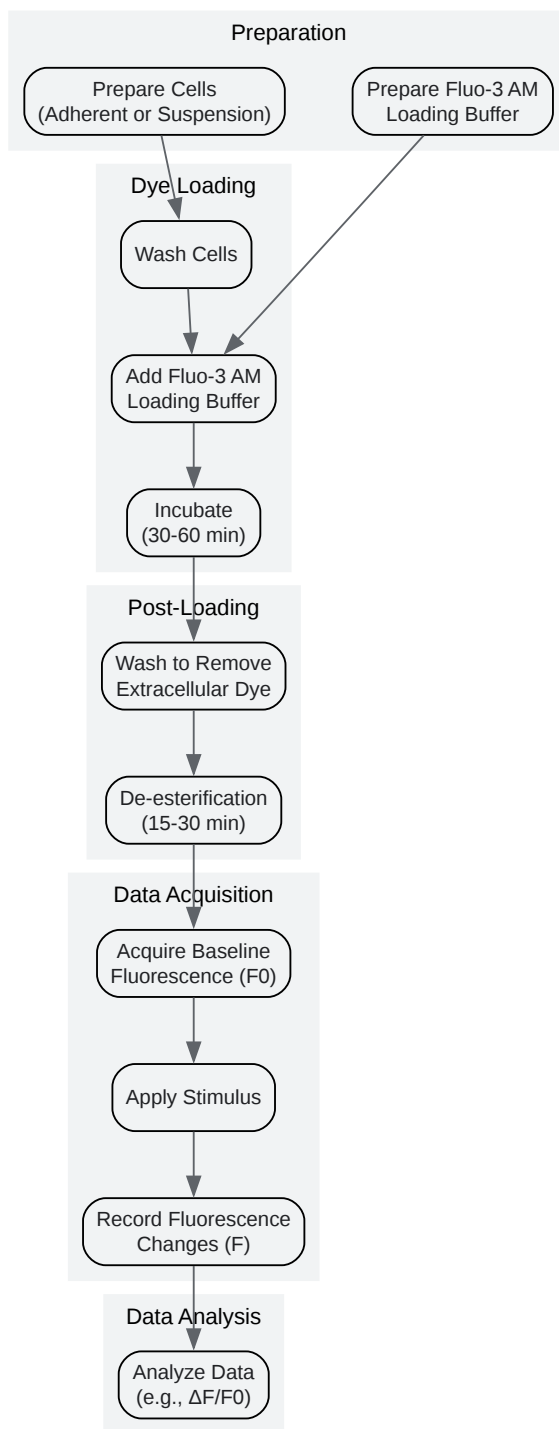 Preparation
Prepare Cells
(Adherent or Suspension)
Prepare Fluo-3 AM
Loading Buffer
Dye Loading
Wash Cells
Add Fluo-3 AM
Loading Buffer
Incubate
(30-60 min)
Post-Loading
Wash to Remove
Extracellular Dye
De-esterification
(15-30 min)
Data Acquisition
Acquire Baseline
Fluorescence (F0)
Apply Stimulus
Record Fluorescence
Changes (F)
Data Analysis
Analyze Data
(e.g., ΔF/F0)